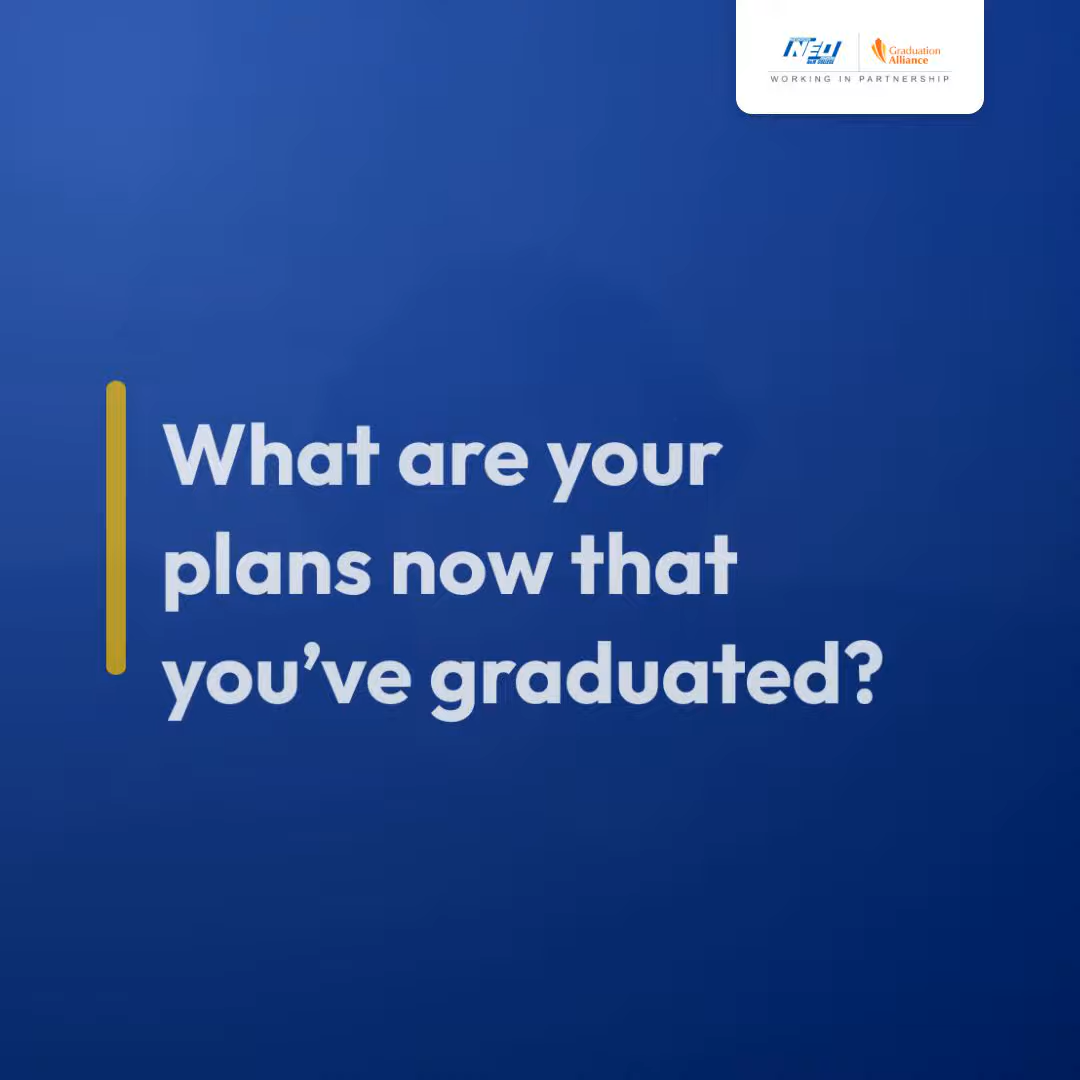 Graduation
Alliance
WORKING IN PARTNERSHIP
What are your
plans now that
you’ve graduated?